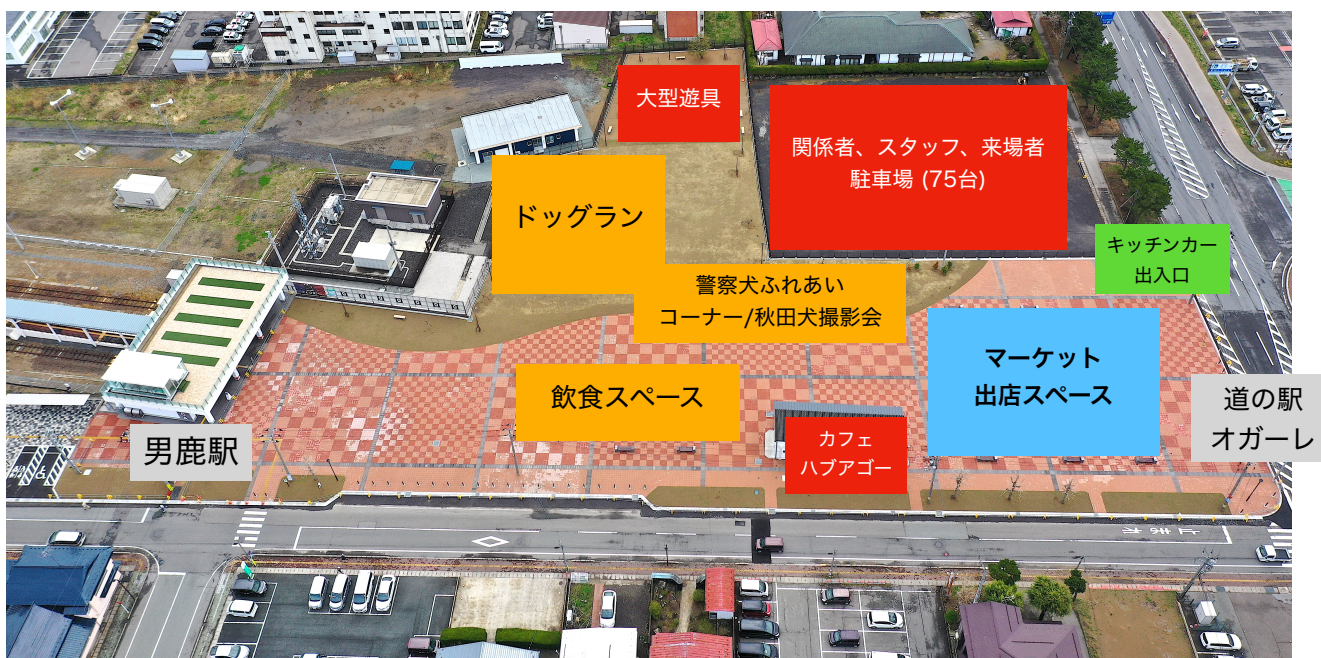 大型遊具
関係者、スタッフ、来場者
駐車場 (75台)
ドッグラン
キッチンカー
出入口
警察犬ふれあい
コーナー/秋田犬撮影会
マーケット
出店スペース
飲食スペース
道の駅
オガーレ
カフェ
ハブアゴー
男鹿駅
止まれ